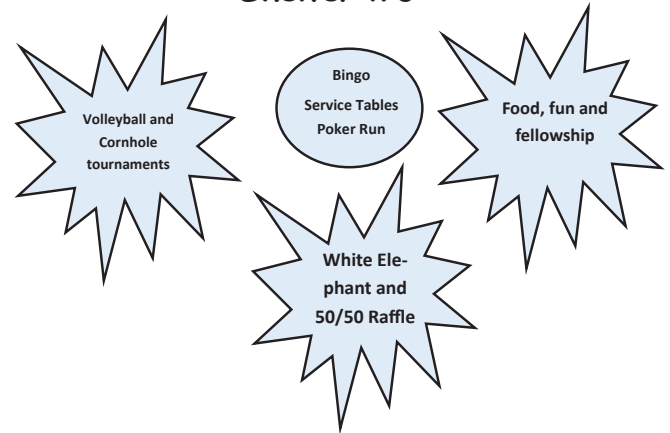 Volleyball and
Cornhole
tournaments
Bingo
Service Tables
Poker Run
Food, fun and
fellowship
White Ele-
phant and
50/50 Raffle